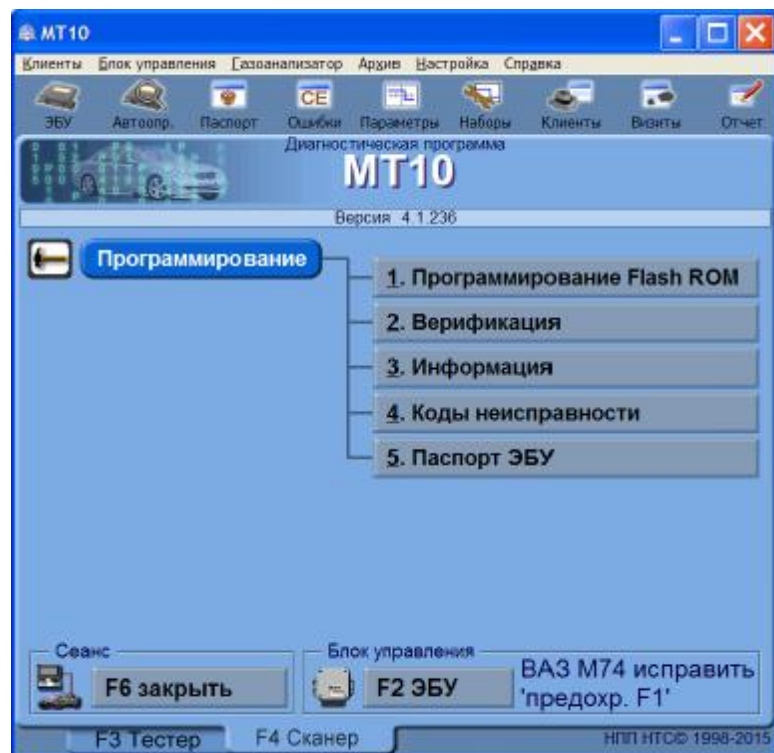 MT10
Клиенты Блок управления Газоанализатор Архив Настройка Справка
CE
ЭБУ Автоопр. Паспорт Ошибки Параметры Наборы Клиенты Визиты Отчет
Диагностическая программа
MT10
Версия 4.1.236
Программирование
1. Программирование Flash ROM
2. Верификация
3. Информация
4. Коды неисправности
5. Паспорт ЭБУ
Сеанс
F6 закрыть
Блок управления
F2 ЭБУ
ВАЗ М74 исправить
'предохр. F1'
F3 Тестер F4 Сканер НПП НТС© 1998-2015